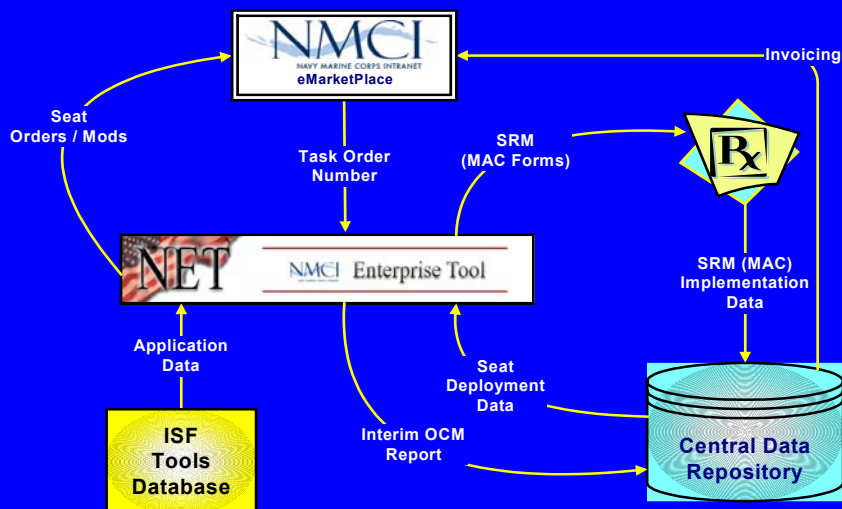 NMCI
NAVY MARINE CORPS INTRANET
eMarketPlace
Invoicing
Seat
Orders / Mods
Task Order
Number
SRM
(MAC Forms)
Rx
NET
NMCI Enterprise Tool
SRM (MAC)
Implementation
Data
Application
Data
Seat
Deployment
Data
ISF
Tools
Database
Interim OCM
Report
Central Data
Repository